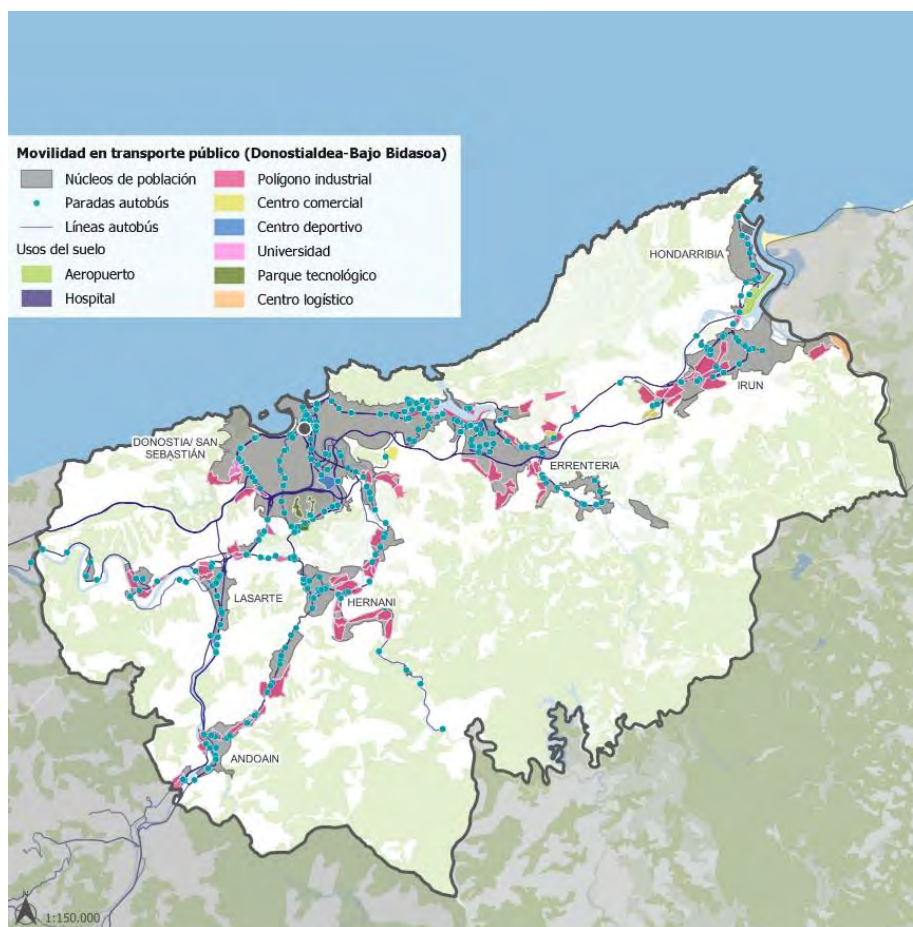 Movilidad en transporte público (Donostialdea-Bajo Bidasoa)
Núcleos de población
Paradas autobús
Líneas autobús
Usos del suelo
Aeropuerto
Hospital
Polígono industrial
Centro comercial
Centro deportivo
Universidad
Parque tecnológico
Centro logístico
HONDARRIBIA
IRUN
DONOSTIA/ SAN
SEBASTIÁN
ERRENTERIA
LASARTE
HERNANI
ANDOAIN
1:150.000